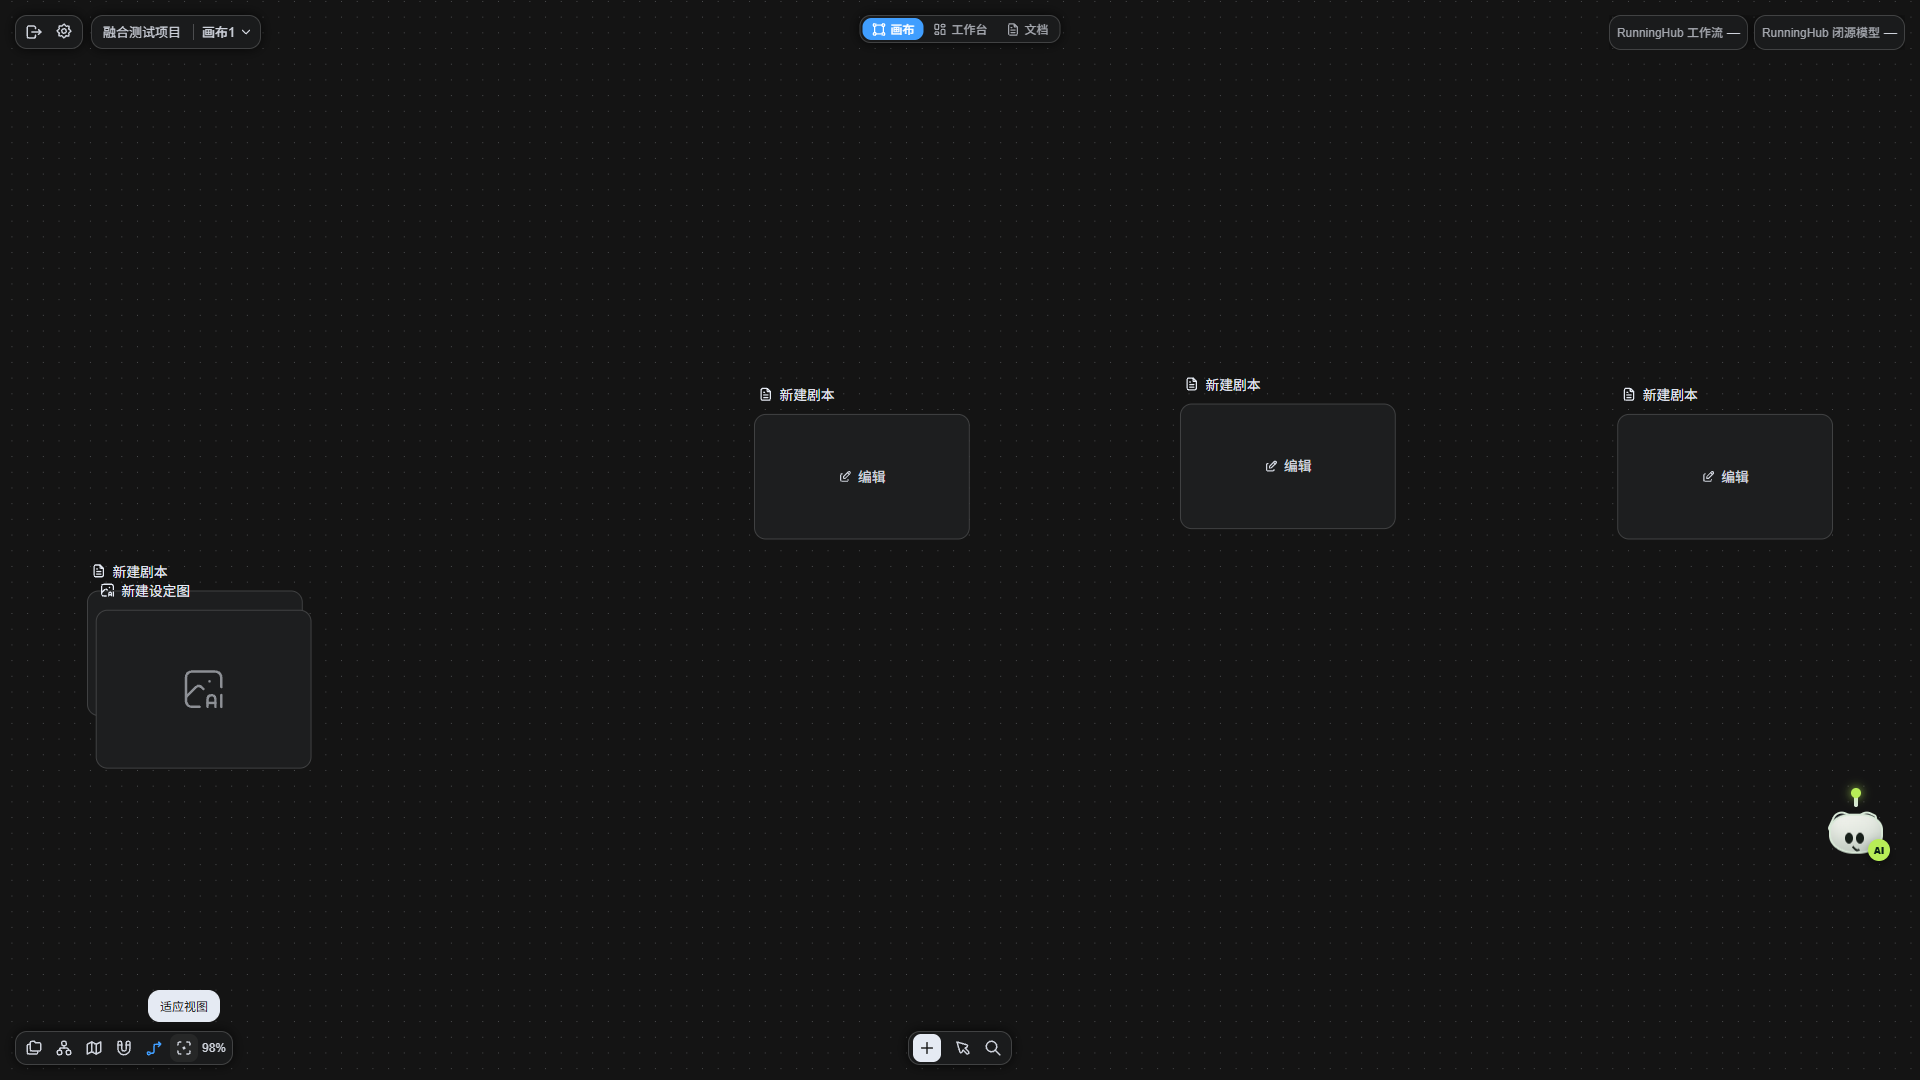 融合测试项目 画布1
画布 工作台 文档
RunningHub 工作流 — RunningHub 闭源模型 —
新建剧本
编辑
新建剧本
编辑
新建剧本
编辑
新建剧本
新建设定图
AI
AI
适应视图
98%